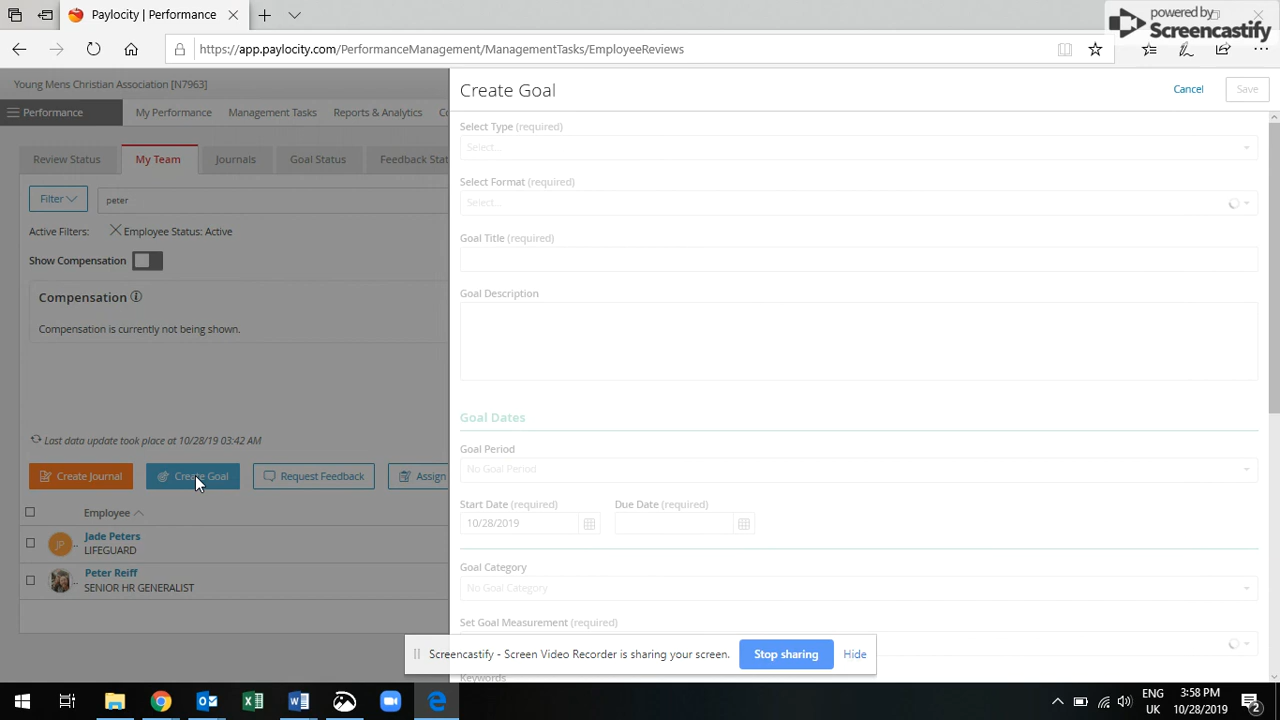 Paylocity | Performance
powered by
Screencastify
https://app.paylocity.com/PerformanceManagement/ManagementTasks/EmployeeReviews
Young Mens Christian Association [N7963]
Performance
My Performance
Management Tasks
Reports & Analytics
Co
Review Status
My Team
Journals
Goal Status
Feedback Stat
Filter
peter
Active Filters:
Employee Status: Active
Show Compensation
Compensation
Compensation is currently not being shown.
Last data update took place at 10/28/19 03:42 AM
Create Journal
Create Goal
Request Feedback
Assign
Employee
JP
Jade Peters
LIFEGUARD
Peter Reiff
SENIOR HR GENERALIST
Create Goal
Cancel
Save
Select Type (required)
Select...
Select Format (required)
Select...
Goal Title (required)
Goal Description
Goal Dates
Goal Period
No Goal Period
Start Date (required)
Due Date (required)
10/28/2019
Goal Category
No Goal Category
Set Goal Measurement (required)
Keywords
Screencastify - Screen Video Recorder is sharing your screen.
Stop sharing
Hide
ENG
UK
3:58 PM
10/28/2019
2